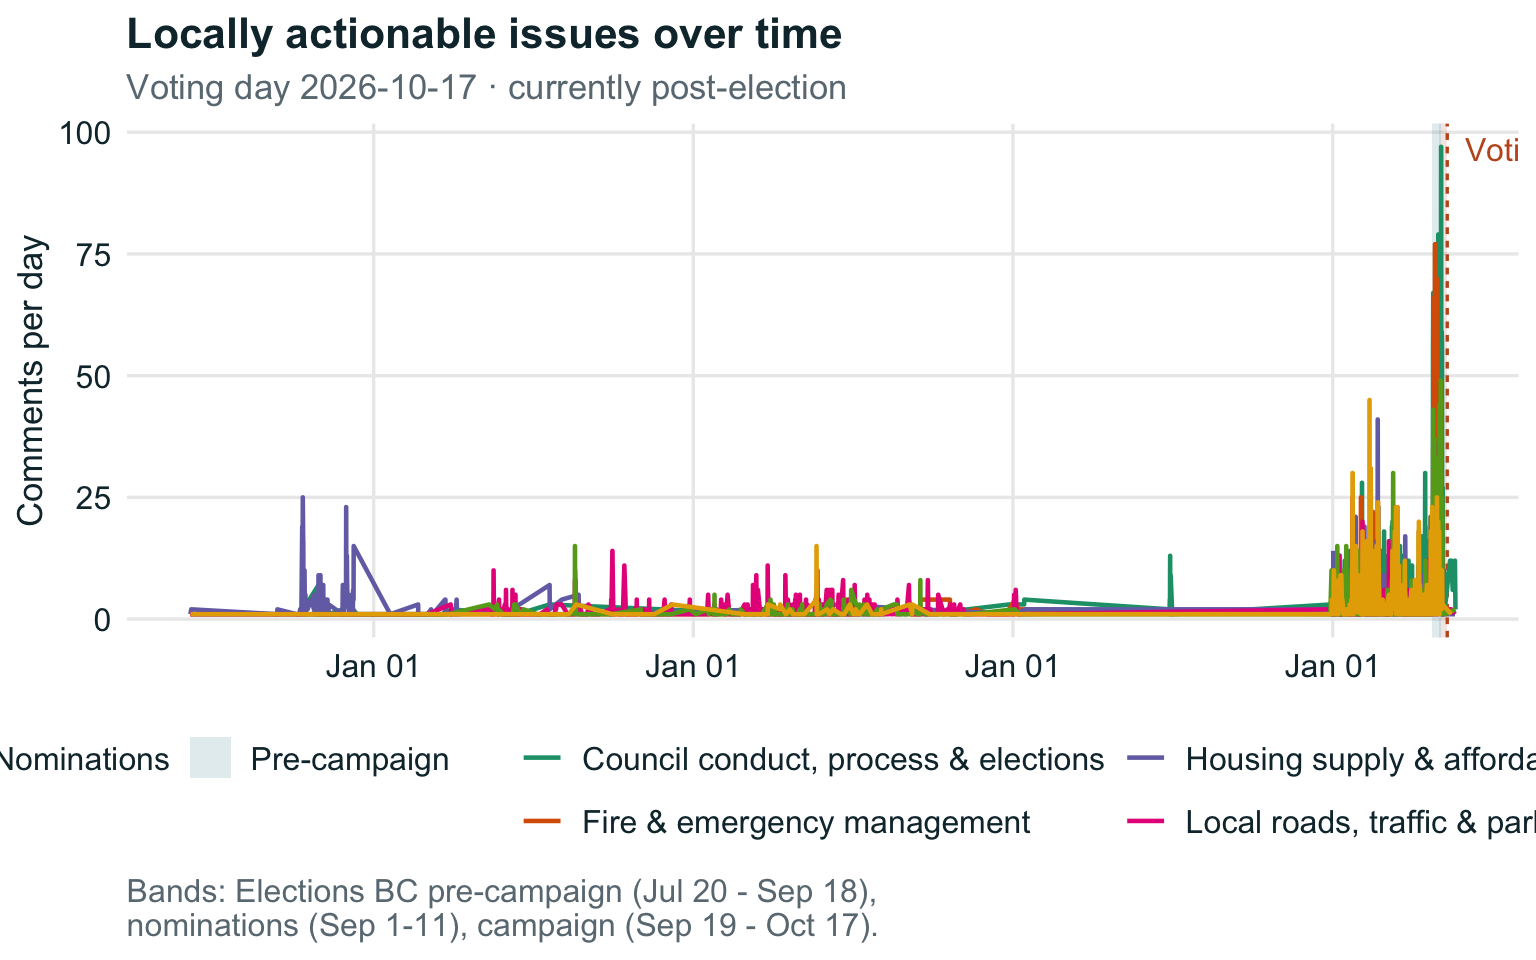 Locally actionable issues over time
Voting day 2026-10-17 · currently post-election
100
75
50
25
0
Comments per day
Voti
Jan 01
Jan 01
Jan 01
Jan 01
Nominations
Pre-campaign
Council conduct, process & elections
Housing supply & afforda
Fire & emergency management
Local roads, traffic & par
Bands: Elections BC pre-campaign (Jul 20 - Sep 18),
nominations (Sep 1-11), campaign (Sep 19 - Oct 17).